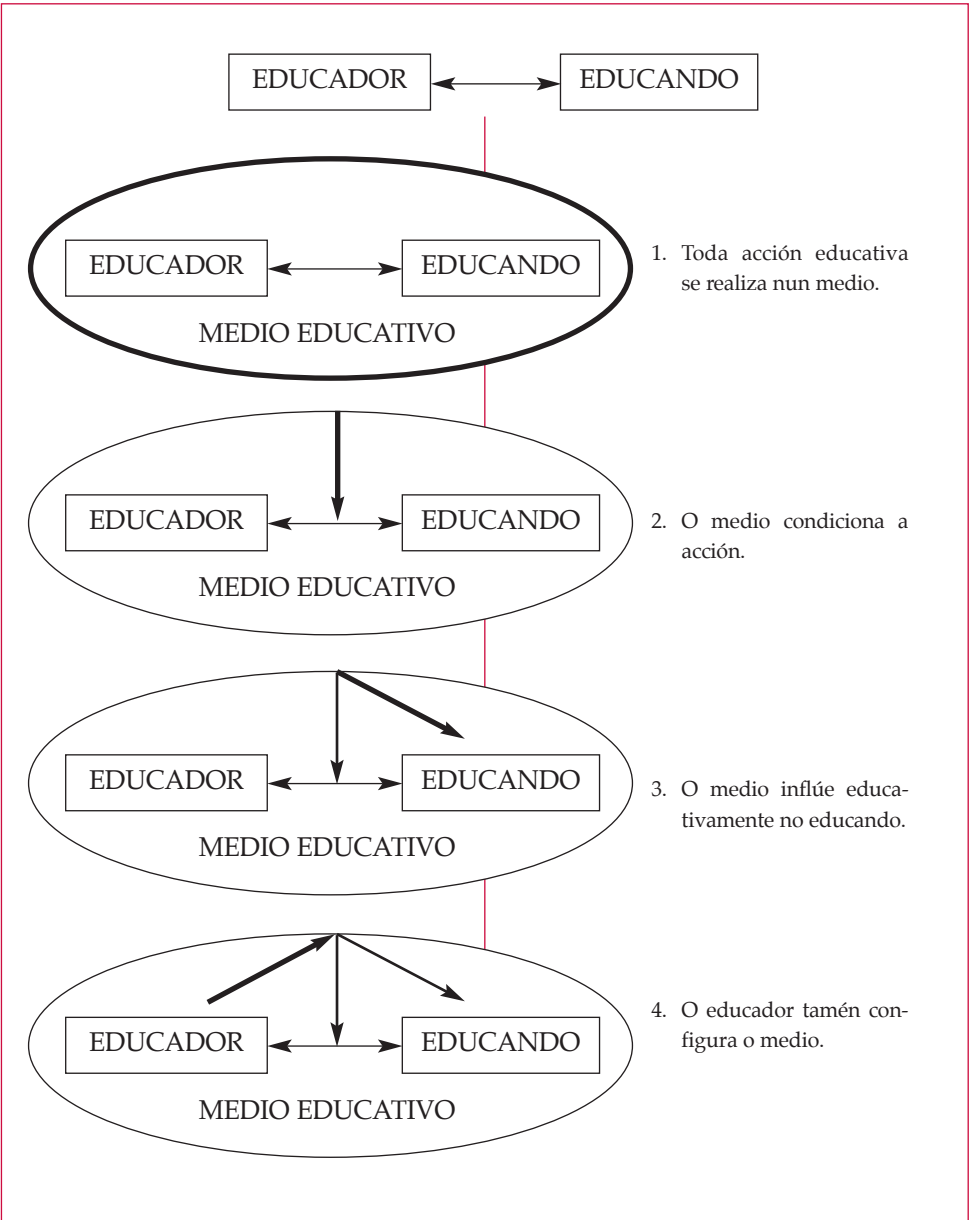 EDUCADOR EDUCANDO
EDUCADOR EDUCANDO
MEDIO EDUCATIVO
1. Toda acción educativa
se realiza nun medio.
EDUCADOR EDUCANDO
MEDIO EDUCATIVO
2. O medio condiciona a
acción.
EDUCADOR EDUCANDO
MEDIO EDUCATIVO
3. O medio inflúe educa-
tivamente no educando.
EDUCADOR EDUCANDO
MEDIO EDUCATIVO
4. O educador tamén con-
figura o medio.